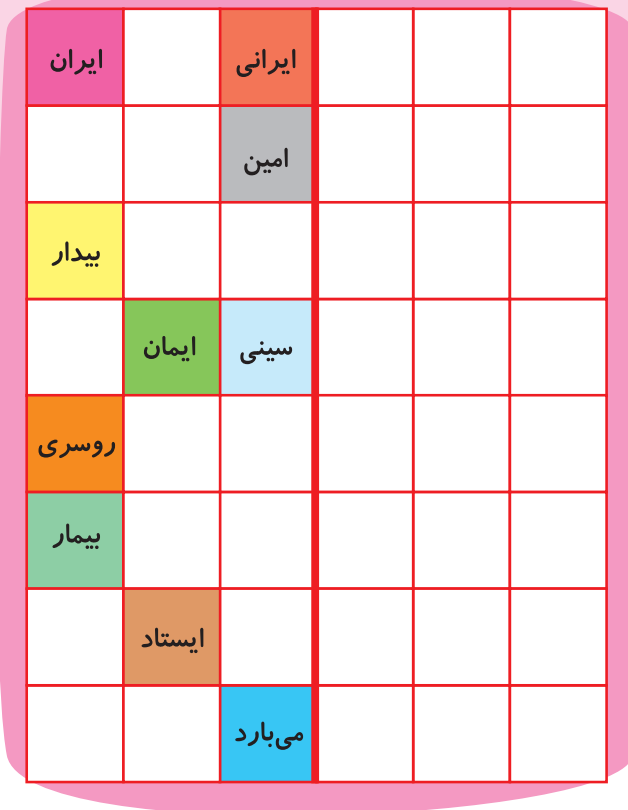 ایرانی ایران
امین
بیدار
سینی ایمان
روسری
بیمار
ایستاد
می‌بارد